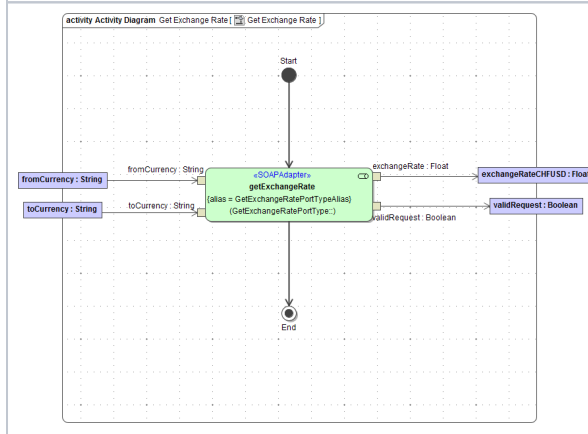 activity Activity Diagram Get Exchange Rate [ Get Exchange Rate ]
Start
fromCurrency : String
fromCurrency : String
toCurrency : String
toCurrency : String
«SOAPAdapter»
getExchangeRate
{alias = GetExchangeRatePortTypeAlias}
(GetExchangeRatePortType::)
exchangeRate : Float
exchangeRateCHFUSD : Float
validRequest : Boolean
validRequest : Boolean
End